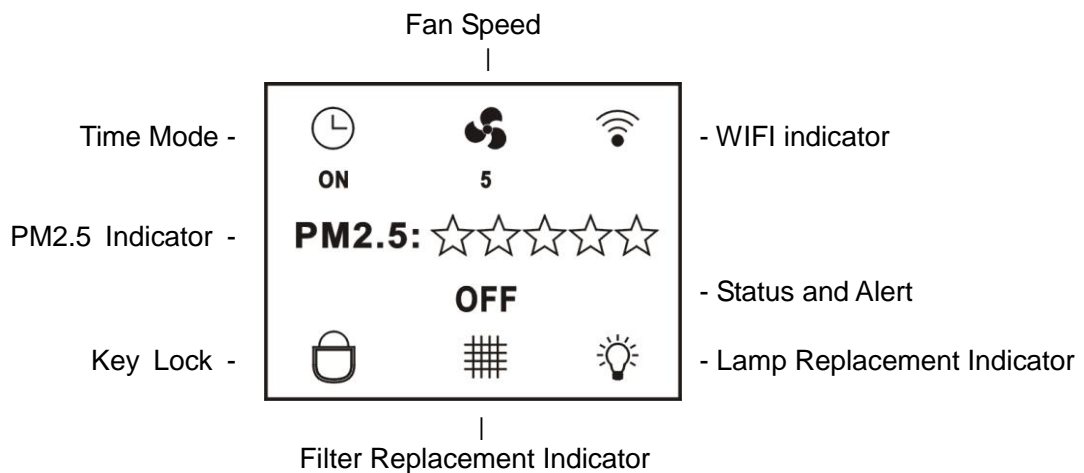 Fan Speed
|
Time Mode -
- WIFI indicator
ON
5
PM2.5 Indicator -
PM2.5: ☆☆☆☆☆
OFF
- Status and Alert
Key Lock -
- Lamp Replacement Indicator
|
Filter Replacement Indicator